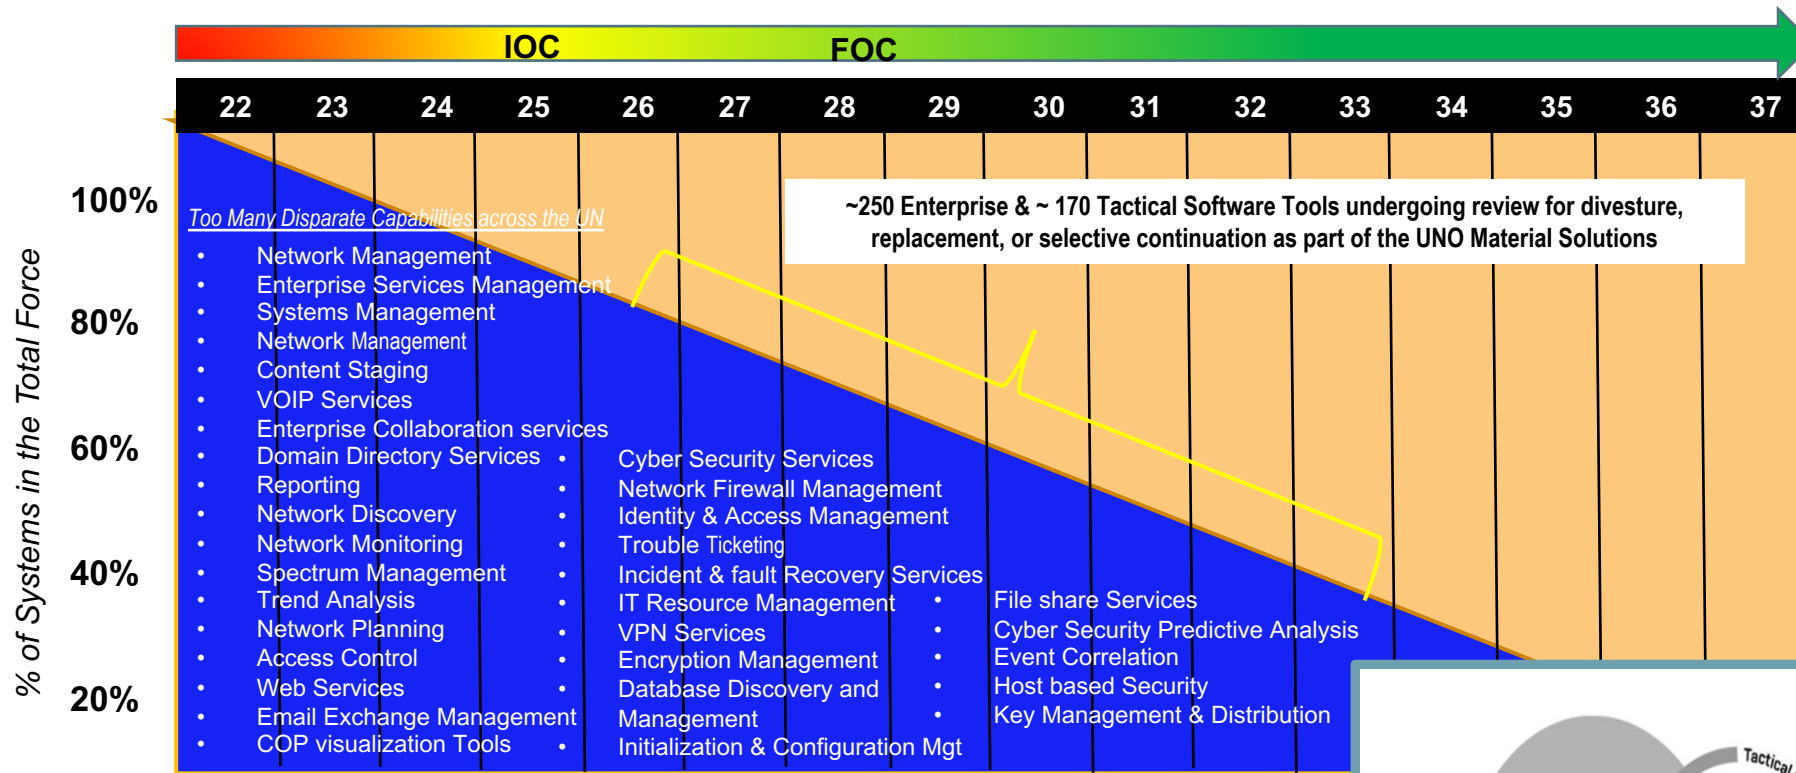 IOC
FOC
22 23 24 25 26 27 28 29 30 31 32 33 34 35 36 37
% of Systems in the Total Force
100%
80%
60%
40%
20%
~250 Enterprise & ~ 170 Tactical Software Tools undergoing review for divesture,
replacement, or selective continuation as part of the UNO Material Solutions
Too Many Disparate Capabilities across the UN
• Network Management
• Enterprise Services Management
• Systems Management
• Network Management
• Content Staging
• VOIP Services
• Enterprise Collaboration services
• Domain Directory Services
• Reporting
• Network Discovery
• Network Monitoring
• Spectrum Management
• Trend Analysis
• Network Planning
• Access Control
• Web Services
• Email Exchange Management
• COP visualization Tools
• Cyber Security Services
• Network Firewall Management
• Identity & Access Management
• Trouble Ticketing
• Incident & fault Recovery Services
• IT Resource Management
• VPN Services
• Encryption Management
• Database Discovery and
Management
• Initialization & Configuration Mgt
• File share Services
• Cyber Security Predictive Analysis
• Event Correlation
• Host based Security
• Key Management & Distribution
Tactical